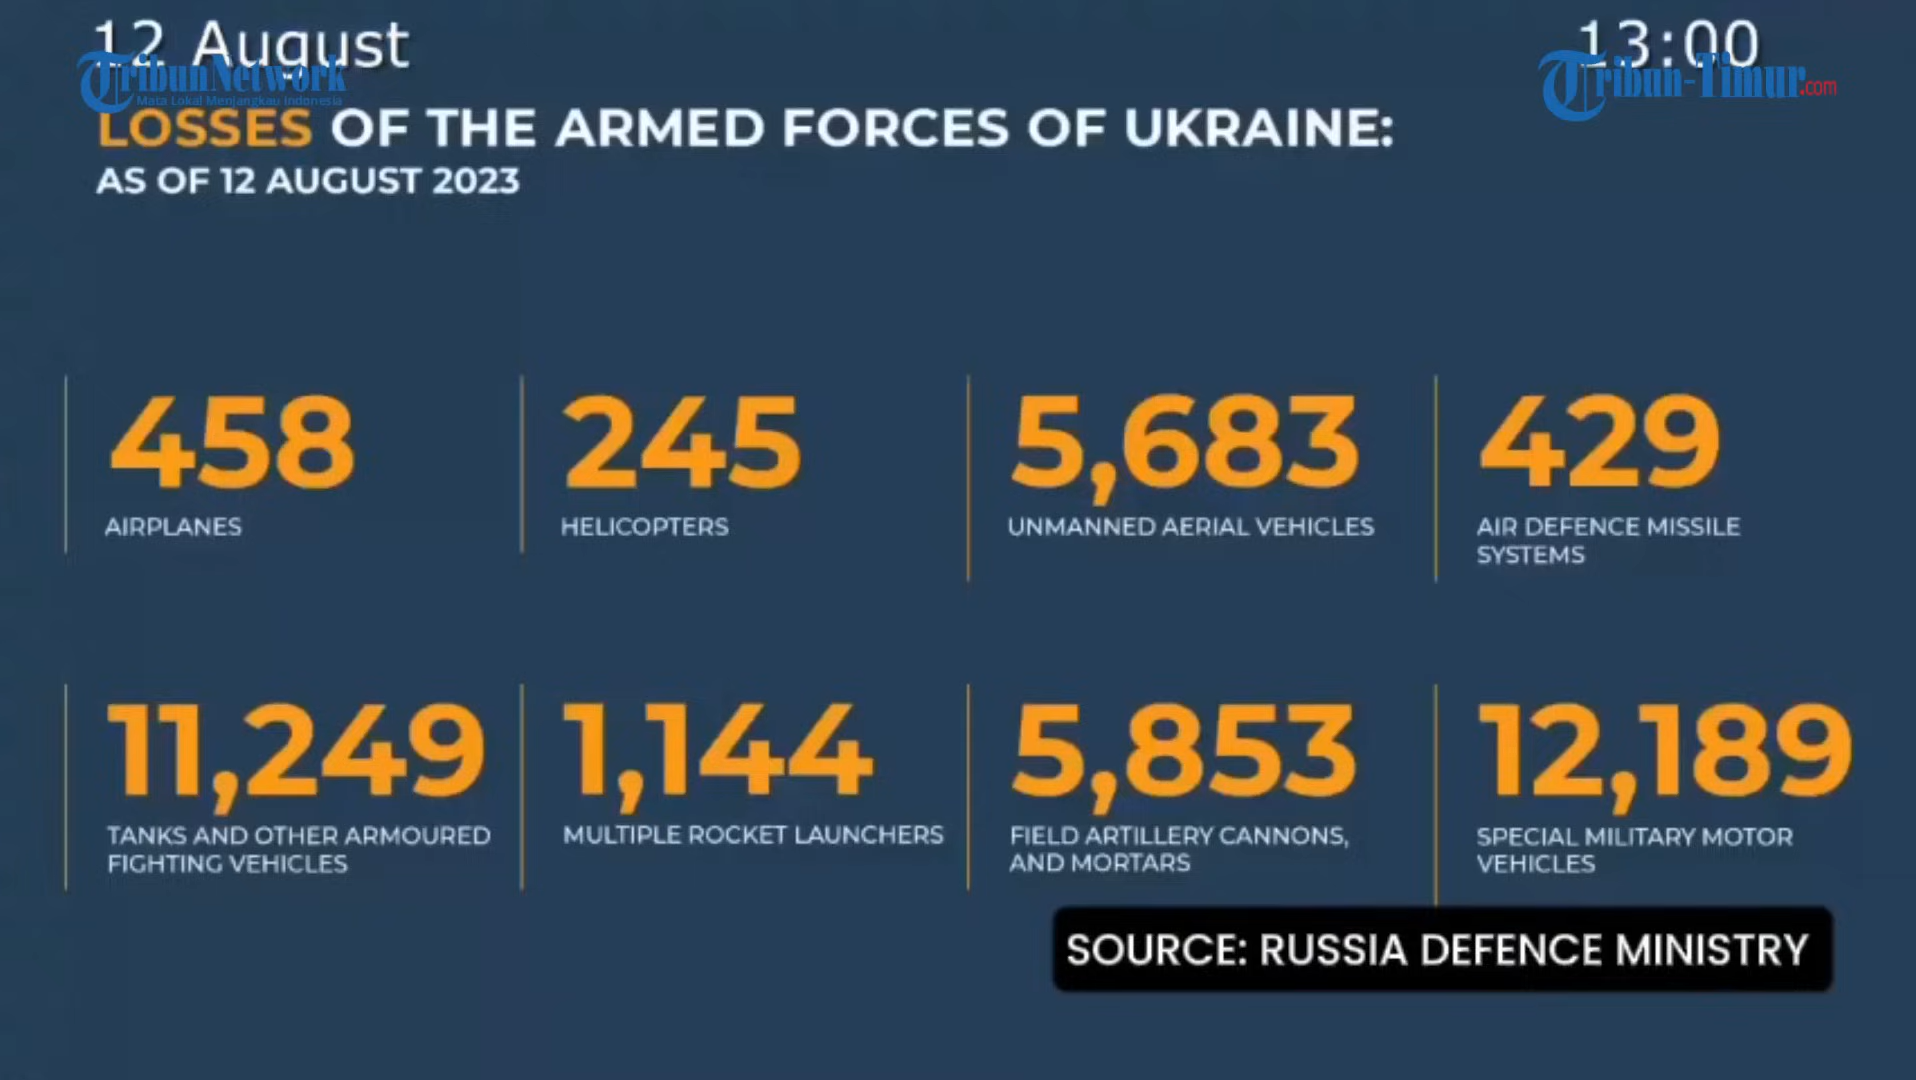 12 August
13:00
TribunNetwork
Mata Lokal Menjangkau Indonesia
Tribun-Timur.com
LOSSES OF THE ARMED FORCES OF UKRAINE:
AS OF 12 AUGUST 2023
458
AIRPLANES
245
HELICOPTERS
5,683
UNMANNED AERIAL VEHICLES
429
AIR DEFENCE MISSILE
SYSTEMS
11,249
TANKS AND OTHER ARMOURED
FIGHTING VEHICLES
1,144
MULTIPLE ROCKET LAUNCHERS
5,853
FIELD ARTILLERY CANNONS,
AND MORTARS
12,189
SPECIAL MILITARY MOTOR
VEHICLES
SOURCE: RUSSIA DEFENCE MINISTRY